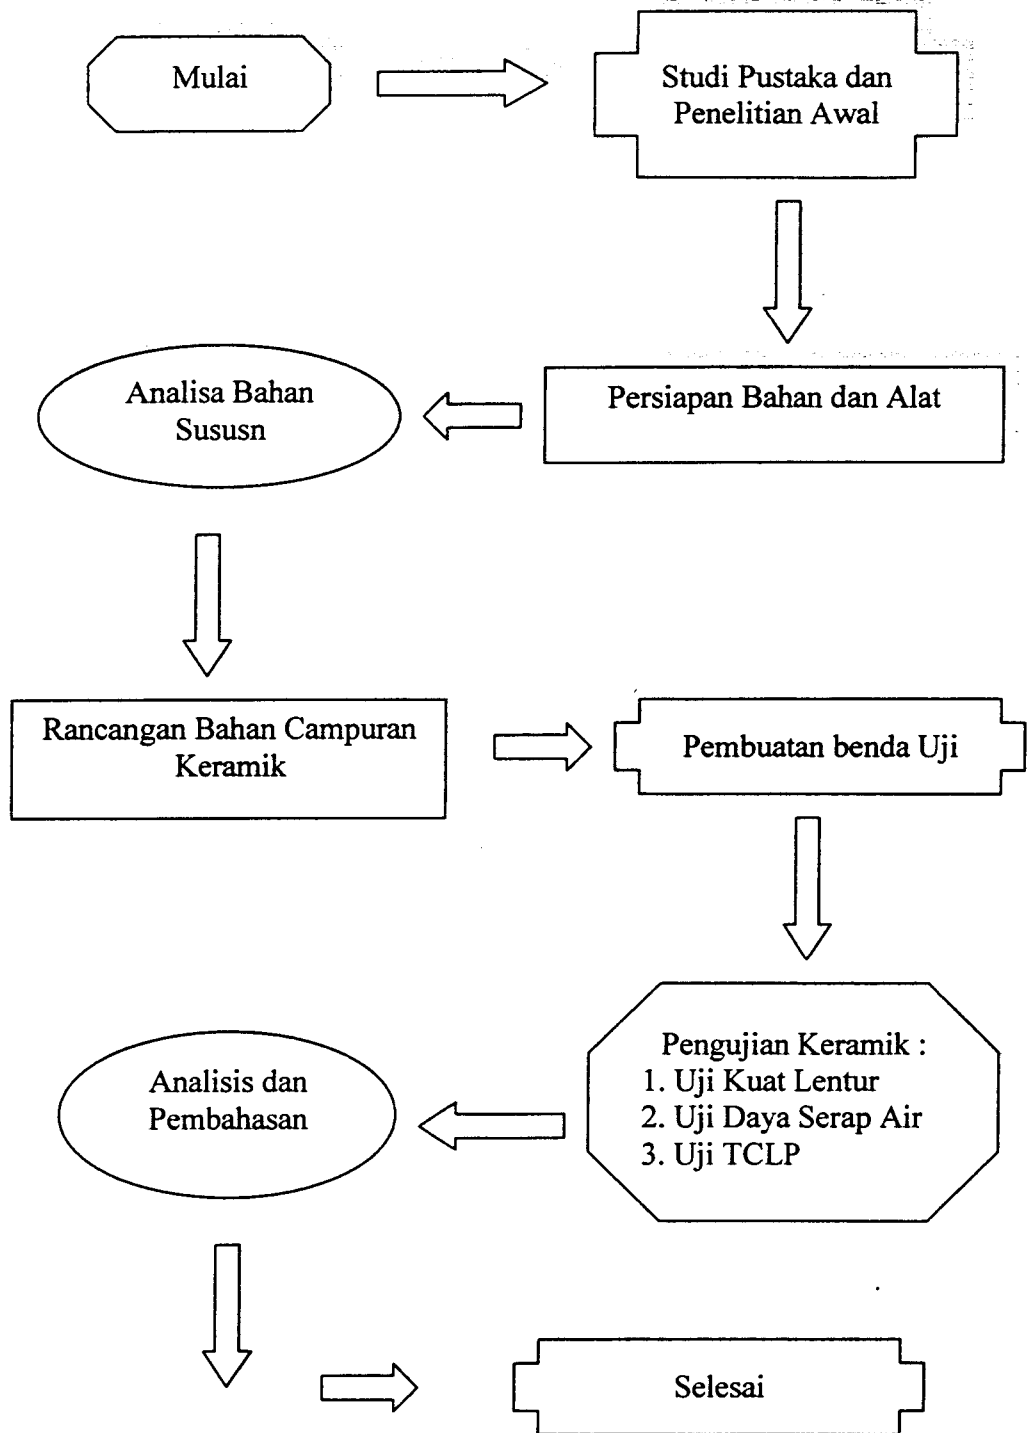 Mulai
Studi Pustaka dan
Penelitian Awal
Persiapan Bahan dan Alat
Analisa Bahan
Sususn
Rancangan Bahan Campuran
Keramik
Pembuatan benda Uji
Pengujian Keramik :
1. Uji Kuat Lentur
2. Uji Daya Serap Air
3. Uji TCLP
Analisis dan
Pembahasan
Selesai